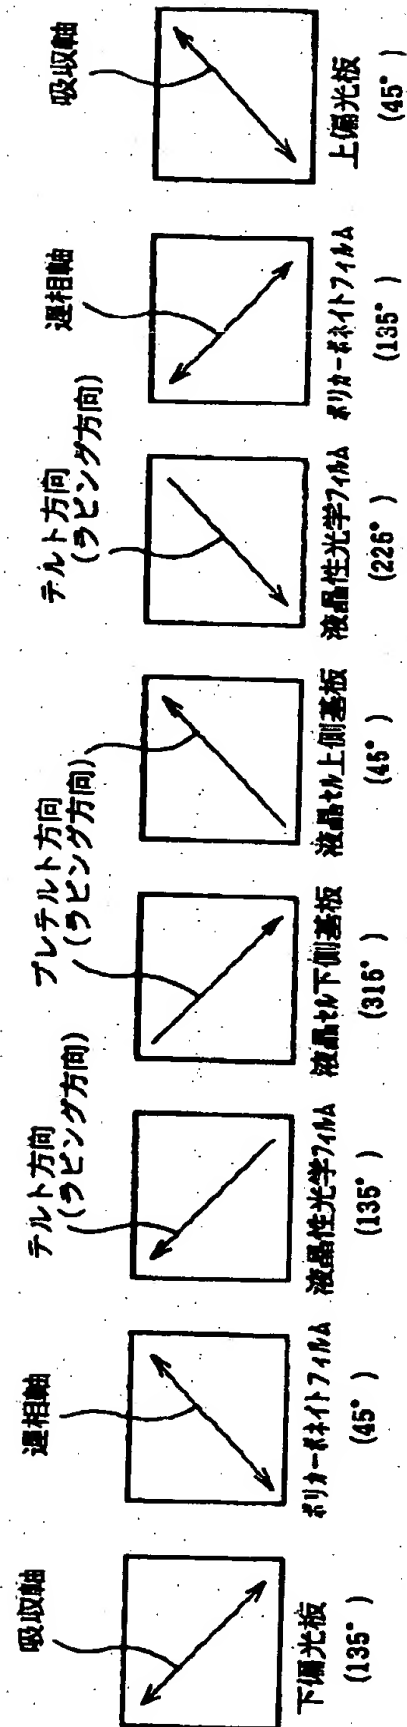 吸収軸
上偏光板
(45°)
遅相軸
ポリカーボネイトフィルム
(135°)
テルト方向
(ラビング方向)
液晶性光学フィルム
(225°)
プレテルト方向
(ラビング方向)
液晶セル上側基板
(45°)
液晶セル下側基板
(315°)
テルト方向
(ラビング方向)
液晶性光学フィルム
(135°)
遅相軸
ポリカーボネイトフィルム
(45°)
吸収軸
下偏光板
(135°)